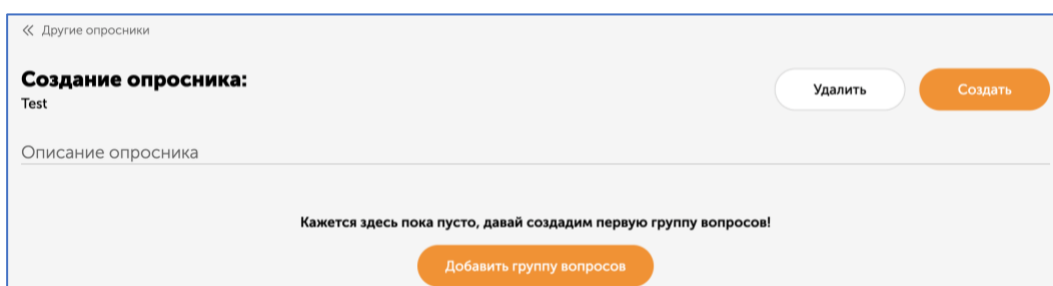 « Другие опросники
Создание опросника:
Test
Удалить
Создать
Описание опросника
Кажется здесь пока пусто, давай создадим первую группу вопросов!
Добавить группу вопросов